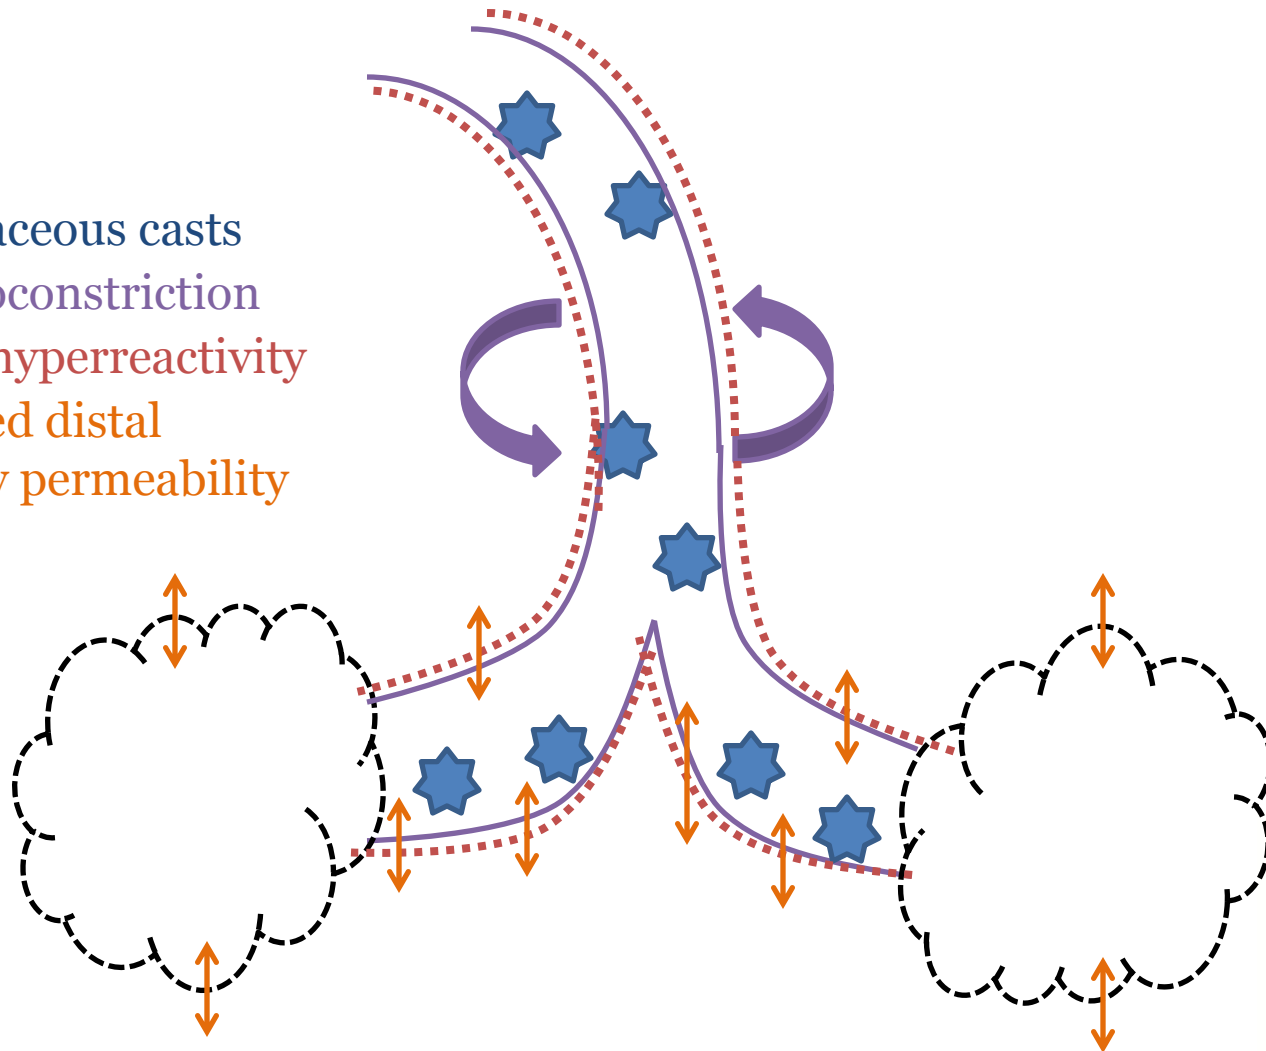 aceous casts
oconstriction
hyperreactivity
ed distal
y permeability